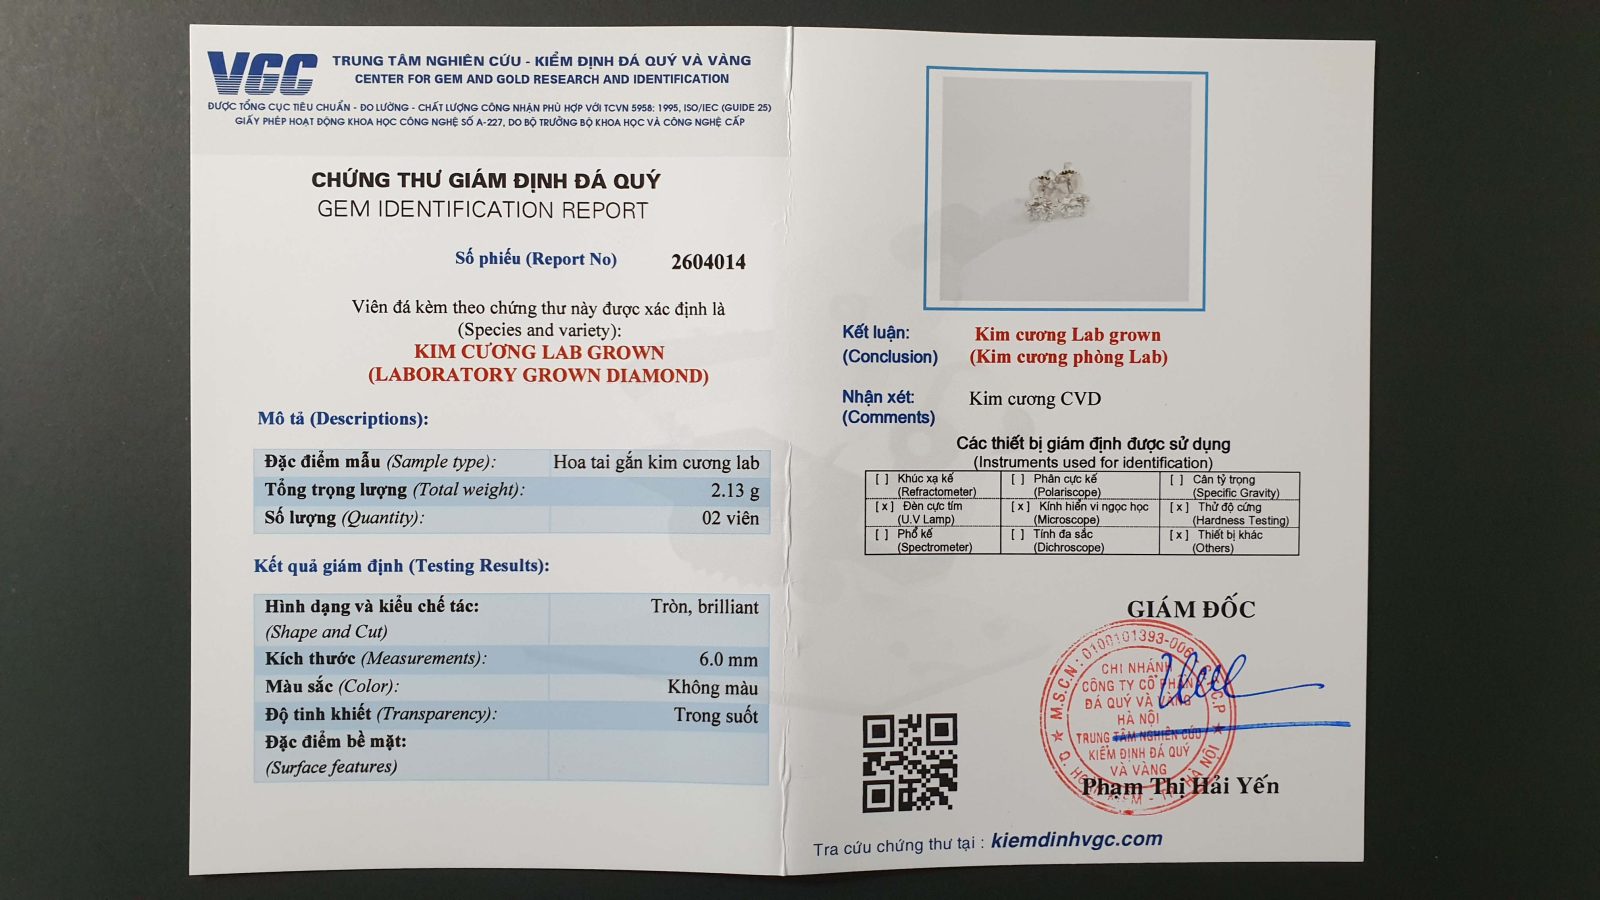 VGC
TRUNG TÂM NGHIÊN CỨU - KIỂM ĐỊNH ĐÁ QUÝ VÀ VÀNG
CENTER FOR GEM AND GOLD RESEARCH AND IDENTIFICATION
ĐƯỢC TỔNG CỤC TIÊU CHUẨN - ĐO LƯỜNG - CHẤT LƯỢNG CÔNG NHẬN PHÙ HỢP VỚI TCVN 5958: 1995, ISO/IEC (GUIDE 25)
GIẤY PHÉP HOẠT ĐỘNG KHOA HỌC CÔNG NGHỆ SỐ A-227, DO BỘ TRƯỞNG BỘ KHOA HỌC VÀ CÔNG NGHỆ CẤP
CHỨNG THƯ GIÁM ĐỊNH ĐÁ QUÝ
GEM IDENTIFICATION REPORT
Số phiếu (Report No) 2604014
Viên đá kèm theo chứng thư này được xác định là
(Species and variety):
KIM CƯƠNG LAB GROWN
(LABORATORY GROWN DIAMOND)
Mô tả (Descriptions):
Đặc điểm mẫu (Sample type): Hoa tai gắn kim cương lab
Tổng trọng lượng (Total weight): 2.13 g
Số lượng (Quantity): 02 viên
Kết quả giám định (Testing Results):
Hình dạng và kiểu chế tác: Tròn, brilliant
(Shape and Cut)
Kích thước (Measurements): 6.0 mm
Màu sắc (Color): Không màu
Độ tinh khiết (Transparency): Trong suốt
Đặc điểm bề mặt:
(Surface features)
Kết luận: Kim cương Lab grown
(Conclusion) (Kim cương phòng Lab)
Nhận xét: Kim cương CVD
(Comments)
Các thiết bị giám định được sử dụng
(Instruments used for identification)
[ ] Khúc xạ kế [ ] Phân cực kế [ ] Cân tỷ trọng
(Refractometer) (Polariscope) (Specific Gravity)
[x] Đèn cực tím [x] Kính hiển vi ngọc học [x] Thử độ cứng
(U.V Lamp) (Microscope) (Hardness Testing)
[ ] Phổ kế [ ] Tính đa sắc [x] Thiết bị khác
(Spectrometer) (Dichroscope) (Others)
GIÁM ĐỐC
M.S.C.N: 0100101393-006
CHI NHÁNH
CÔNG TY CỔ PHẦN
ĐÁ QUÝ VÀ VÀNG
HÀ NỘI
TRUNG TÂM NGHIÊN CỨU
KIỂM ĐỊNH ĐÁ QUÝ
VÀ VÀNG
Phạm Thị Hải Yến
Tra cứu chứng thư tại : kiemdinhvgc.com